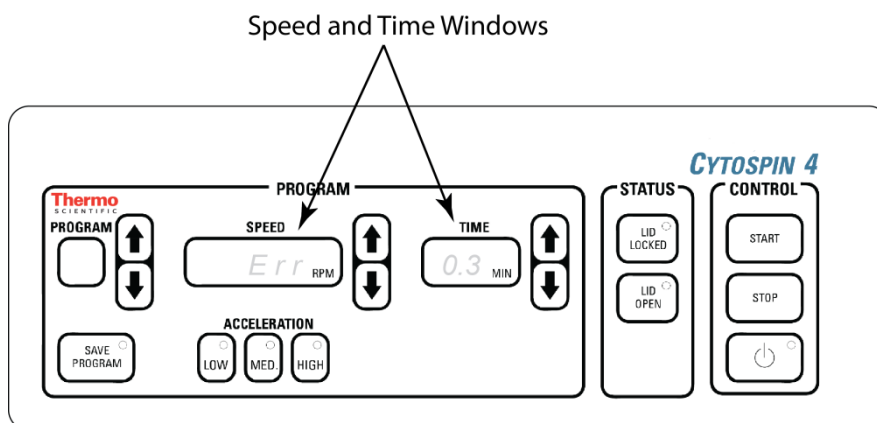 Speed and Time Windows
CYTOSPIN 4
PROGRAM
STATUS
CONTROL
Thermo
SCIENTIFIC
PROGRAM
SPEED
TIME
Err RPM
0.3 MIN
LID
LOCKED
START
LID
OPEN
STOP
ACCELERATION
SAVE
PROGRAM
LOW
MED.
HIGH